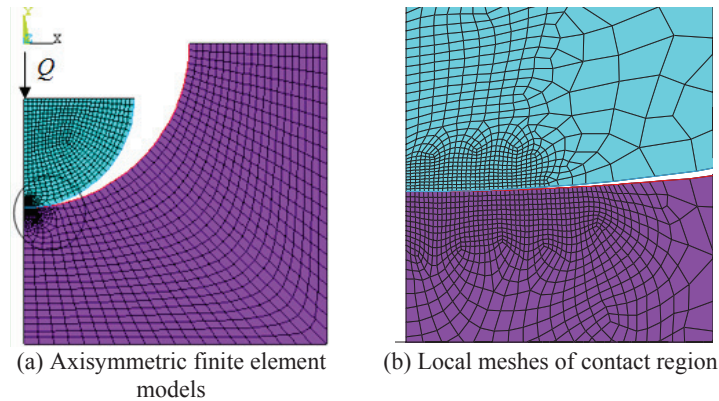 Y
X
Q
(a) Axisymmetric finite element
models
(b) Local meshes of contact region